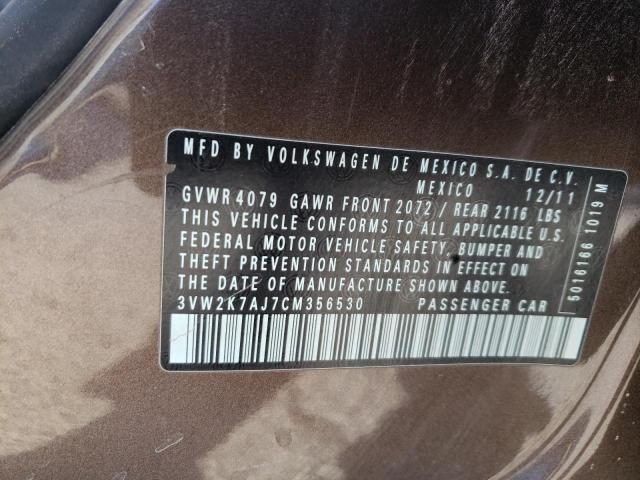 MFD BY VOLKSWAGEN DE MEXICO S.A. DE C.V.
MEXICO 12/11
GVWR 4079 GAWR FRONT 2072 / REAR 2116 LBS
THIS VEHICLE CONFORMS TO ALL APPLICABLE U.S.
FEDERAL MOTOR VEHICLE SAFETY, BUMPER AND
THEFT PREVENTION STANDARDS IN EFFECT ON
THE DATE OF MANUFACTURE SHOWN ABOVE.
3VW2K7AJ7CM356530 PASSENGER CAR
5016166 1019 M